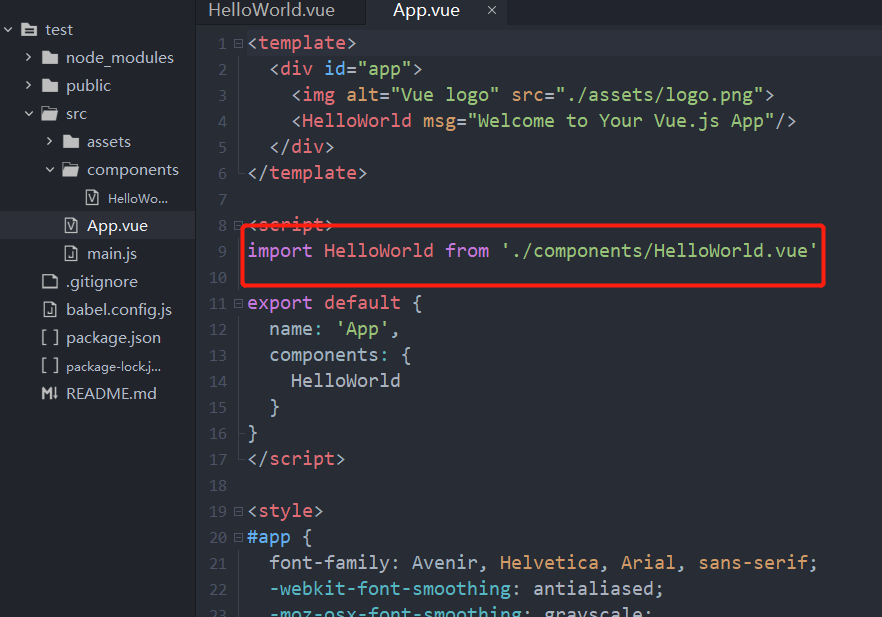 HelloWorld.vue
App.vue ×
test
node_modules
public
src
assets
components
HelloWo...
App.vue
main.js
.gitignore
babel.config.js
package.json
package-lock.j...
README.md
1 <template>
2 <div id="app">
3 <img alt="Vue logo" src="./assets/logo.png">
4 <HelloWorld msg="Welcome to Your Vue.js App"/>
5 </div>
6 </template>
7
8 <script>
9 import HelloWorld from './components/HelloWorld.vue'
10
11 export default {
12 name: 'App',
13 components: {
14 HelloWorld
15 }
16 }
17 </script>
18
19 <style>
20 #app {
21 font-family: Avenir, Helvetica, Arial, sans-serif;
22 -webkit-font-smoothing: antialiased;
23 -moz-osx-font-smoothing: grayscale;